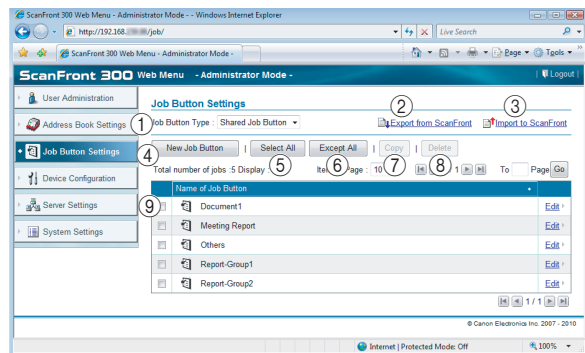 ScanFront 300 Web Menu - Administrator Mode - - Windows Internet Explorer
http://192.168. /job/
Live Search
ScanFront 300 Web Menu - Administrator Mode -
Page Tools
ScanFront 300 Web Menu - Administrator Mode -
Logout
User Administration
Address Book Settings
Job Button Settings
Device Configuration
Server Settings
System Settings
Job Button Settings
② ③
① Job Button Type : Shared Job Button Export from ScanFront Import to ScanFront
④ New Job Button | Select All Except All | Copy | Delete
⑤ ⑥ ⑦ ⑧
Total number of jobs :5 Display Page : 10 1 To Page Go
Name of Job Button
⑨ Document1 Edit
Meeting Report Edit
Others Edit
Report-Group1 Edit
Report-Group2 Edit
1 / 1
© Canon Electronics Inc. 2007 - 2010
Internet | Protected Mode: Off 100%